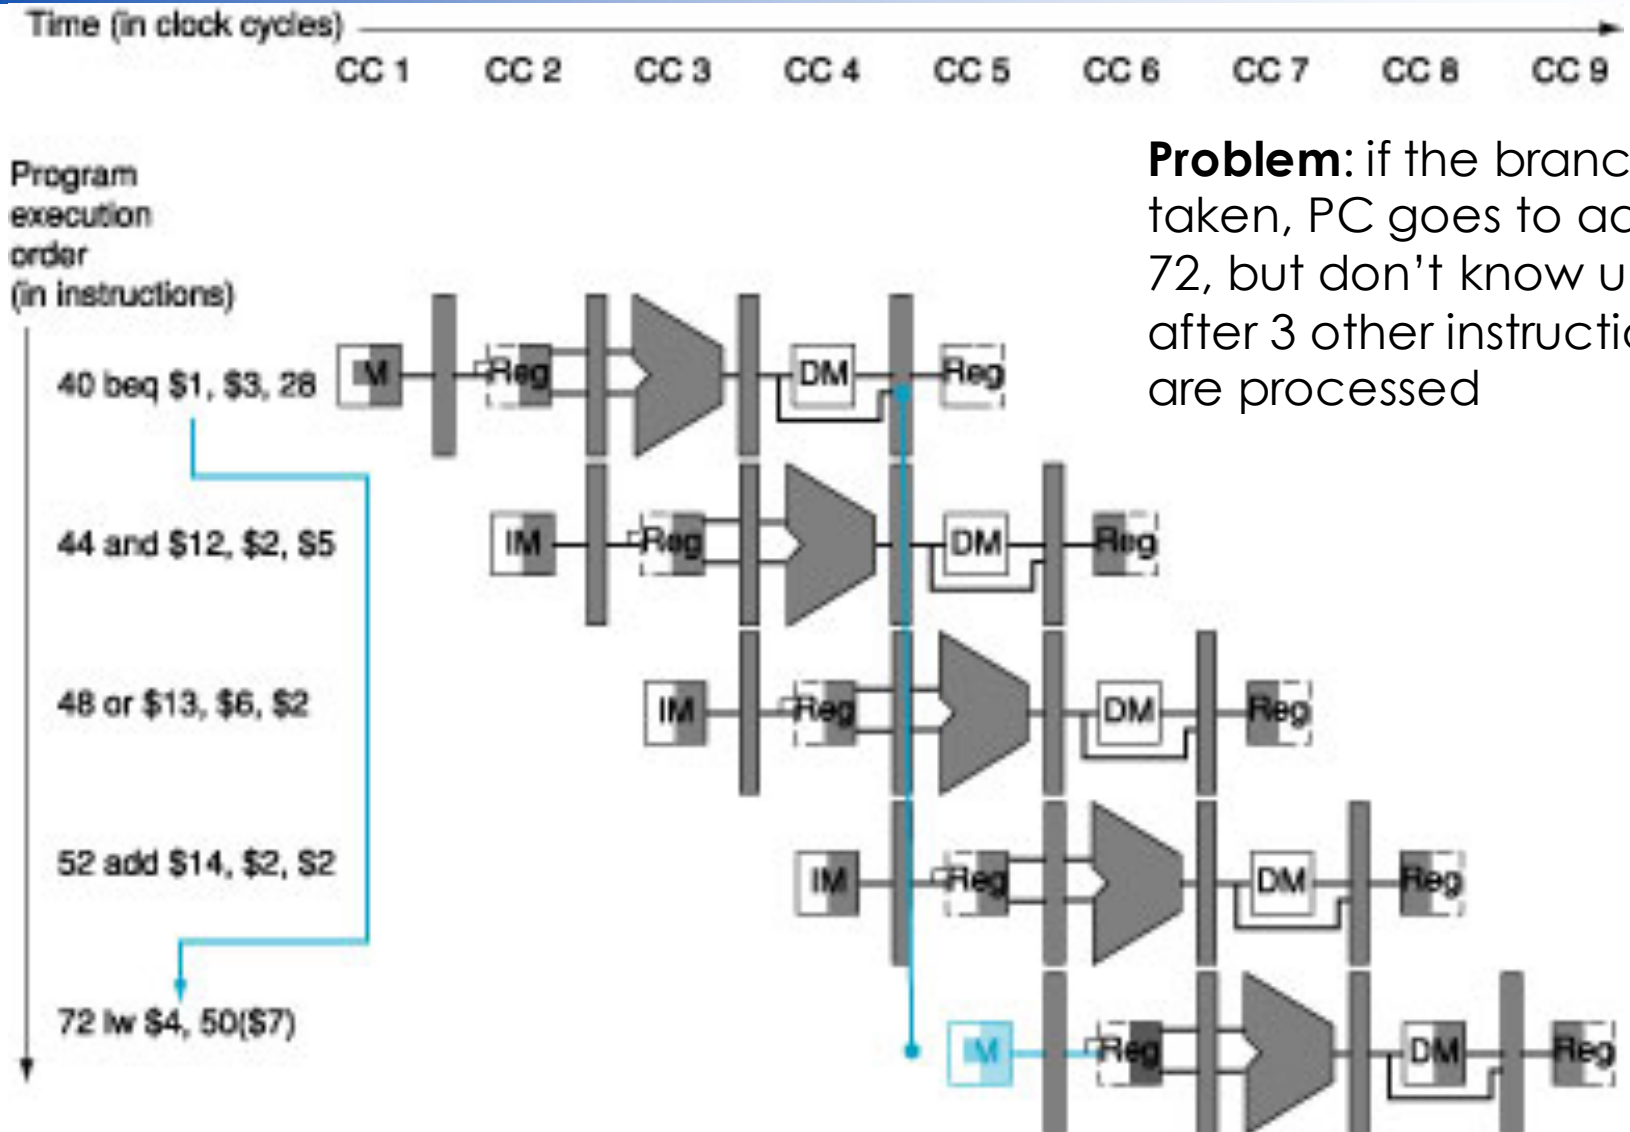 Time (in clock cycles)
CC 1 CC 2 CC 3 CC 4 CC 5 CC 6 CC 7 CC 8 CC 9
Problem: if the branc
taken, PC goes to ad
72, but don't know u
after 3 other instructi
are processed
Program
execution
order
(in instructions)
40 beq $1, $3, 28
M Reg DM Reg
44 and $12, $2, $5
IM Reg DM Reg
48 or $13, $6, $2
IM Reg DM Reg
52 add $14, $2, $2
IM Reg DM Reg
72 lw $4, 50($7)
M Reg DM Reg